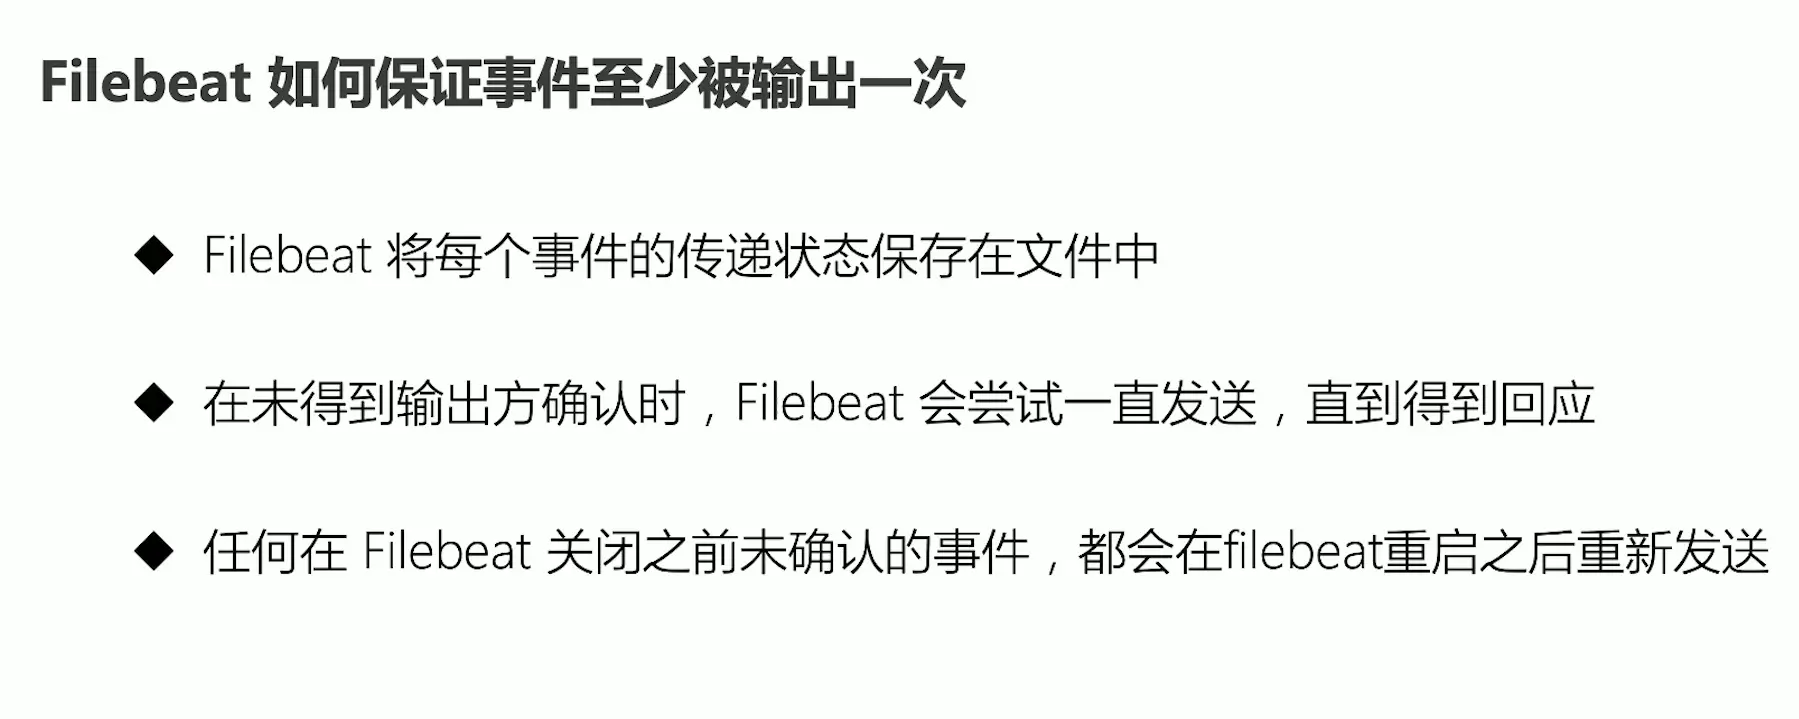 Filebeat 如何保证事件至少被输出一次
◆ Filebeat 将每个事件的传递状态保存在文件中
◆ 在未得到输出方确认时，Filebeat 会尝试一直发送，直到得到回应
◆ 任何在 Filebeat 关闭之前未确认的事件，都会在filebeat重启之后重新发送